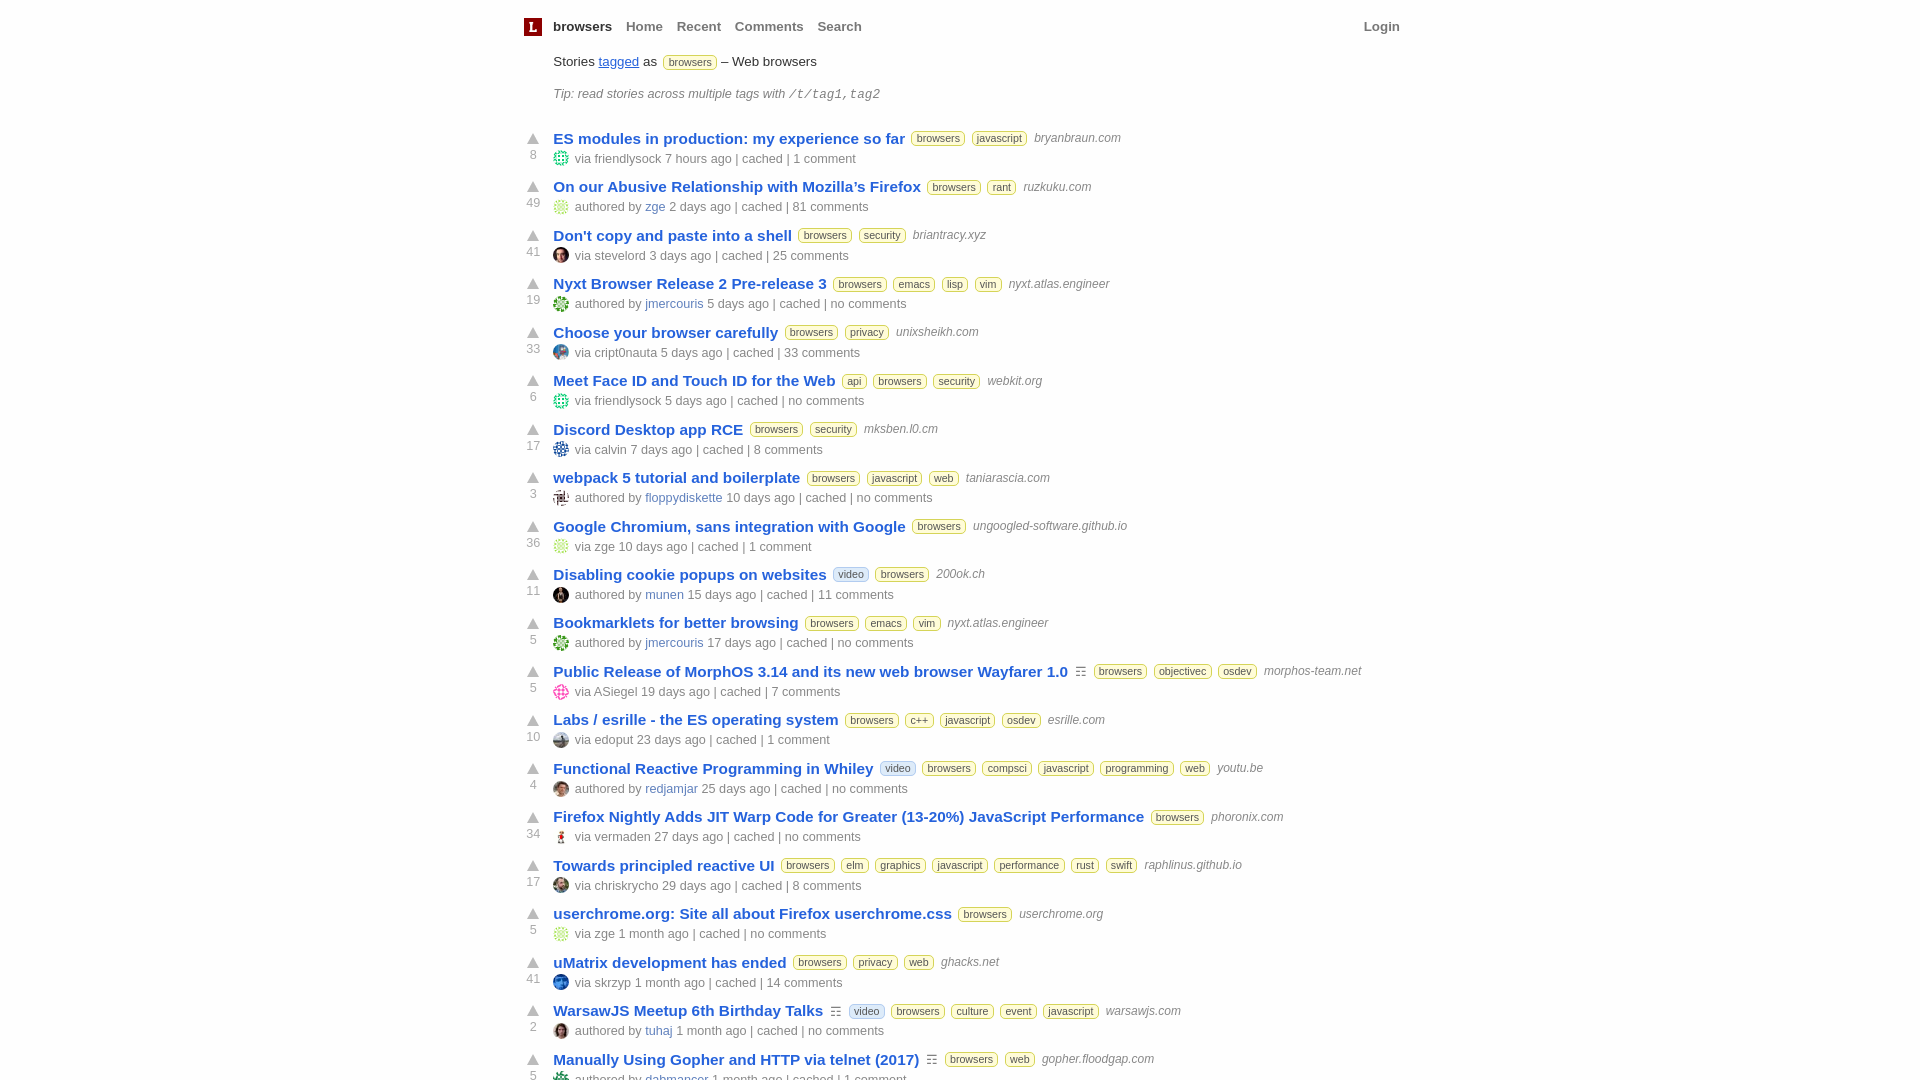 L browsers Home Recent Comments Search Login
Stories tagged as browsers – Web browsers
Tip: read stories across multiple tags with /t/tag1,tag2
ES modules in production: my experience so far browsers javascript bryanbraun.com
8 via friendlysock 7 hours ago | cached | 1 comment
On our Abusive Relationship with Mozilla’s Firefox browsers rant ruzkuku.com
49 authored by zge 2 days ago | cached | 81 comments
Don't copy and paste into a shell browsers security briantracy.xyz
41 via stevelord 3 days ago | cached | 25 comments
Nyxt Browser Release 2 Pre-release 3 browsers emacs lisp vim nyxt.atlas.engineer
19 authored by jmercouris 5 days ago | cached | no comments
Choose your browser carefully browsers privacy unixsheikh.com
33 via cript0nauta 5 days ago | cached | 33 comments
Meet Face ID and Touch ID for the Web api browsers security webkit.org
6 via friendlysock 5 days ago | cached | no comments
Discord Desktop app RCE browsers security mksben.l0.cm
17 via calvin 7 days ago | cached | 8 comments
webpack 5 tutorial and boilerplate browsers javascript web taniarascia.com
3 authored by floppydiskette 10 days ago | cached | no comments
Google Chromium, sans integration with Google browsers ungoogled-software.github.io
36 via zge 10 days ago | cached | 1 comment
Disabling cookie popups on websites video browsers 200ok.ch
11 authored by munen 15 days ago | cached | 11 comments
Bookmarklets for better browsing browsers emacs vim nyxt.atlas.engineer
5 authored by jmercouris 17 days ago | cached | no comments
Public Release of MorphOS 3.14 and its new web browser Wayfarer 1.0 ☶ browsers objectivec osdev morphos-team.net
5 via ASiegel 19 days ago | cached | 7 comments
Labs / esrille - the ES operating system browsers c++ javascript osdev esrille.com
10 via edoput 23 days ago | cached | 1 comment
Functional Reactive Programming in Whiley video browsers compsci javascript programming web youtu.be
4 authored by redjamjar 25 days ago | cached | no comments
Firefox Nightly Adds JIT Warp Code for Greater (13-20%) JavaScript Performance browsers phoronix.com
34 via vermaden 27 days ago | cached | no comments
Towards principled reactive UI browsers elm graphics javascript performance rust swift raphlinus.github.io
17 via chriskrycho 29 days ago | cached | 8 comments
userchrome.org: Site all about Firefox userchrome.css browsers userchrome.org
5 via zge 1 month ago | cached | no comments
uMatrix development has ended browsers privacy web ghacks.net
41 via skrzyp 1 month ago | cached | 14 comments
WarsawJS Meetup 6th Birthday Talks ☶ video browsers culture event javascript warsawjs.com
2 authored by tuhaj 1 month ago | cached | no comments
Manually Using Gopher and HTTP via telnet (2017) ☶ browsers web gopher.floodgap.com
5 authored by dabmancer 1 month ago | cached | 1 comment